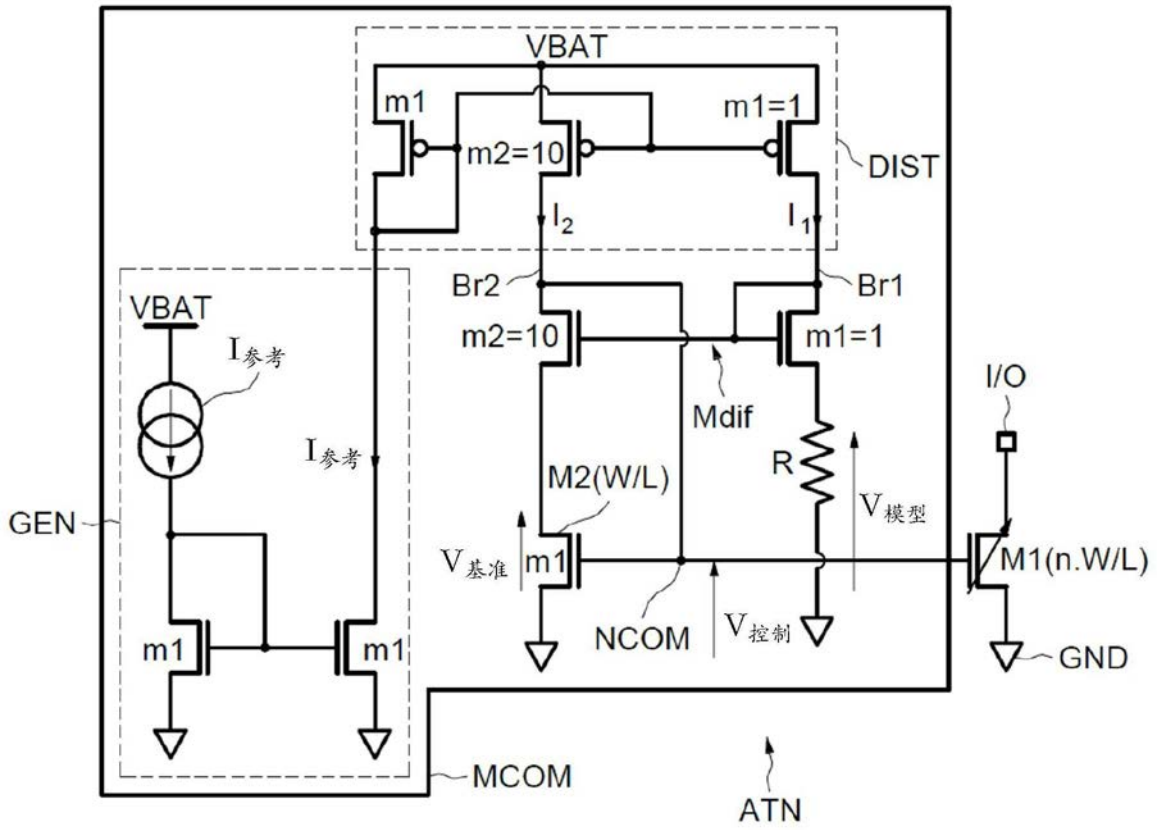 VBAT
m1
m1=1
m2=10
DIST
I2
I1
Br2
Br1
VBAT
m2=10
m1=1
I参考
I/O
Mdif
I参考
R
M2(W/L)
V模型
GEN
V基准
m1
M1(n.W/L)
NCOM
V控制
m1
m1
GND
MCOM
ATN